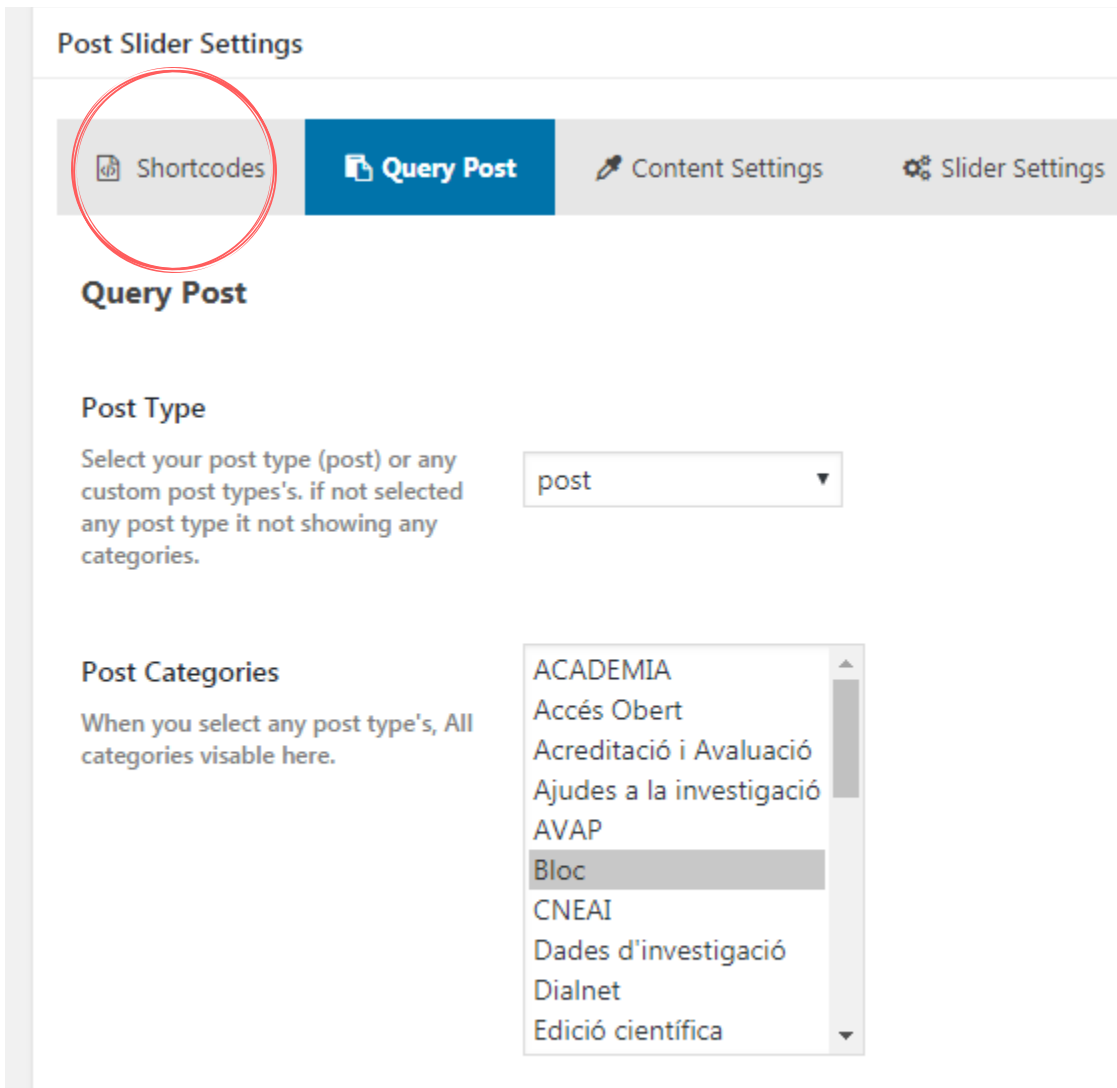 Post Slider Settings
Shortcodes
Query Post
Content Settings
Slider Settings
Query Post
Post Type
Select your post type (post) or any
custom post types's. if not selected
any post type it not showing any
categories.
post
Post Categories
When you select any post type's, All
categories visable here.
ACADEMIA
Accés Obert
Acreditació i Avaluació
Ajudes a la investigació
AVAP
Bloc
CNEAI
Dades d'investigació
Dialnet
Edició científica